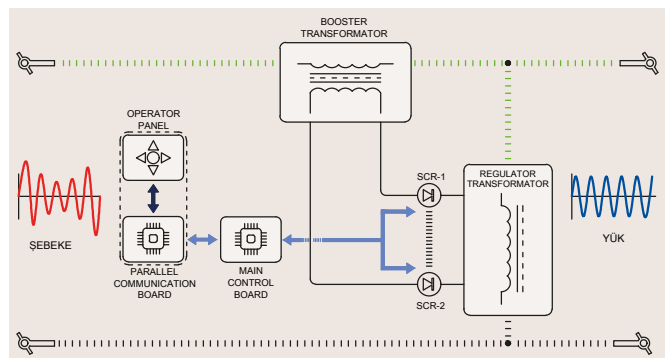 BOOSTER
TRANSFORMATOR
OPERATOR
PANEL
SCR-1
REGULATOR
TRANSFORMATOR
ŞEBEKE
YÜK
PARALLEL
COMMUNICATION
BOARD
MAIN
CONTROL
BOARD
SCR-2